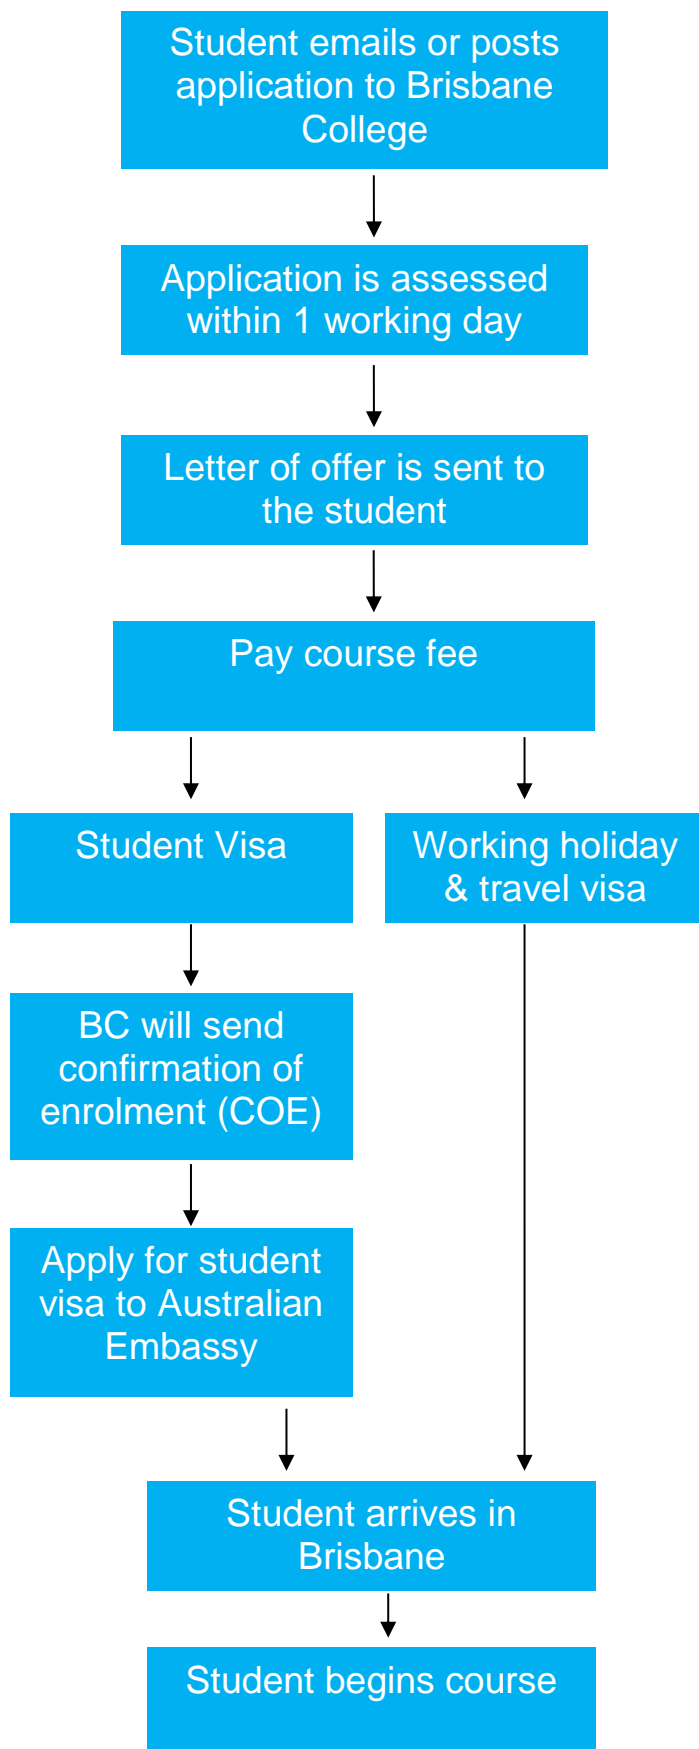 Student emails or posts
application to Brisbane
College
Application is assessed
within 1 working day
Letter of offer is sent to
the student
Pay course fee
Student Visa
Working holiday
& travel visa
BC will send
confirmation of
enrolment (COE)
Apply for student
visa to Australian
Embassy
Student arrives in
Brisbane
Student begins course